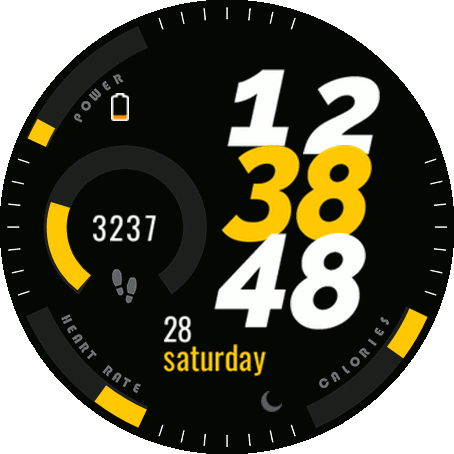 POWER
12
38
48
3237
28
saturday
HEART RATE
CALORIES